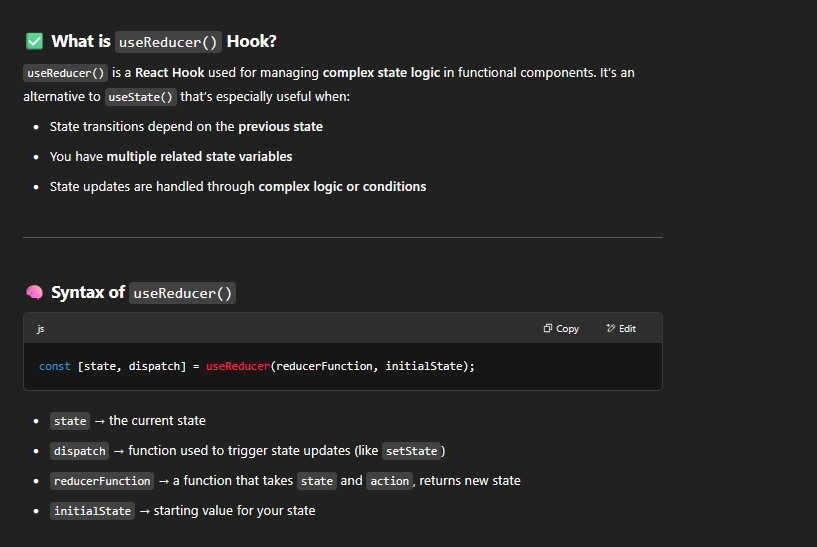 ✅ What is useReducer() Hook?
useReducer() is a React Hook used for managing complex state logic in functional components. It's an
alternative to useState() that's especially useful when:
• State transitions depend on the previous state
• You have multiple related state variables
• State updates are handled through complex logic or conditions
🧠 Syntax of useReducer()
js Copy Edit
const [state, dispatch] = useReducer(reducerFunction, initialState);
• state → the current state
• dispatch → function used to trigger state updates (like setState)
• reducerFunction → a function that takes state and action, returns new state
• initialState → starting value for your state